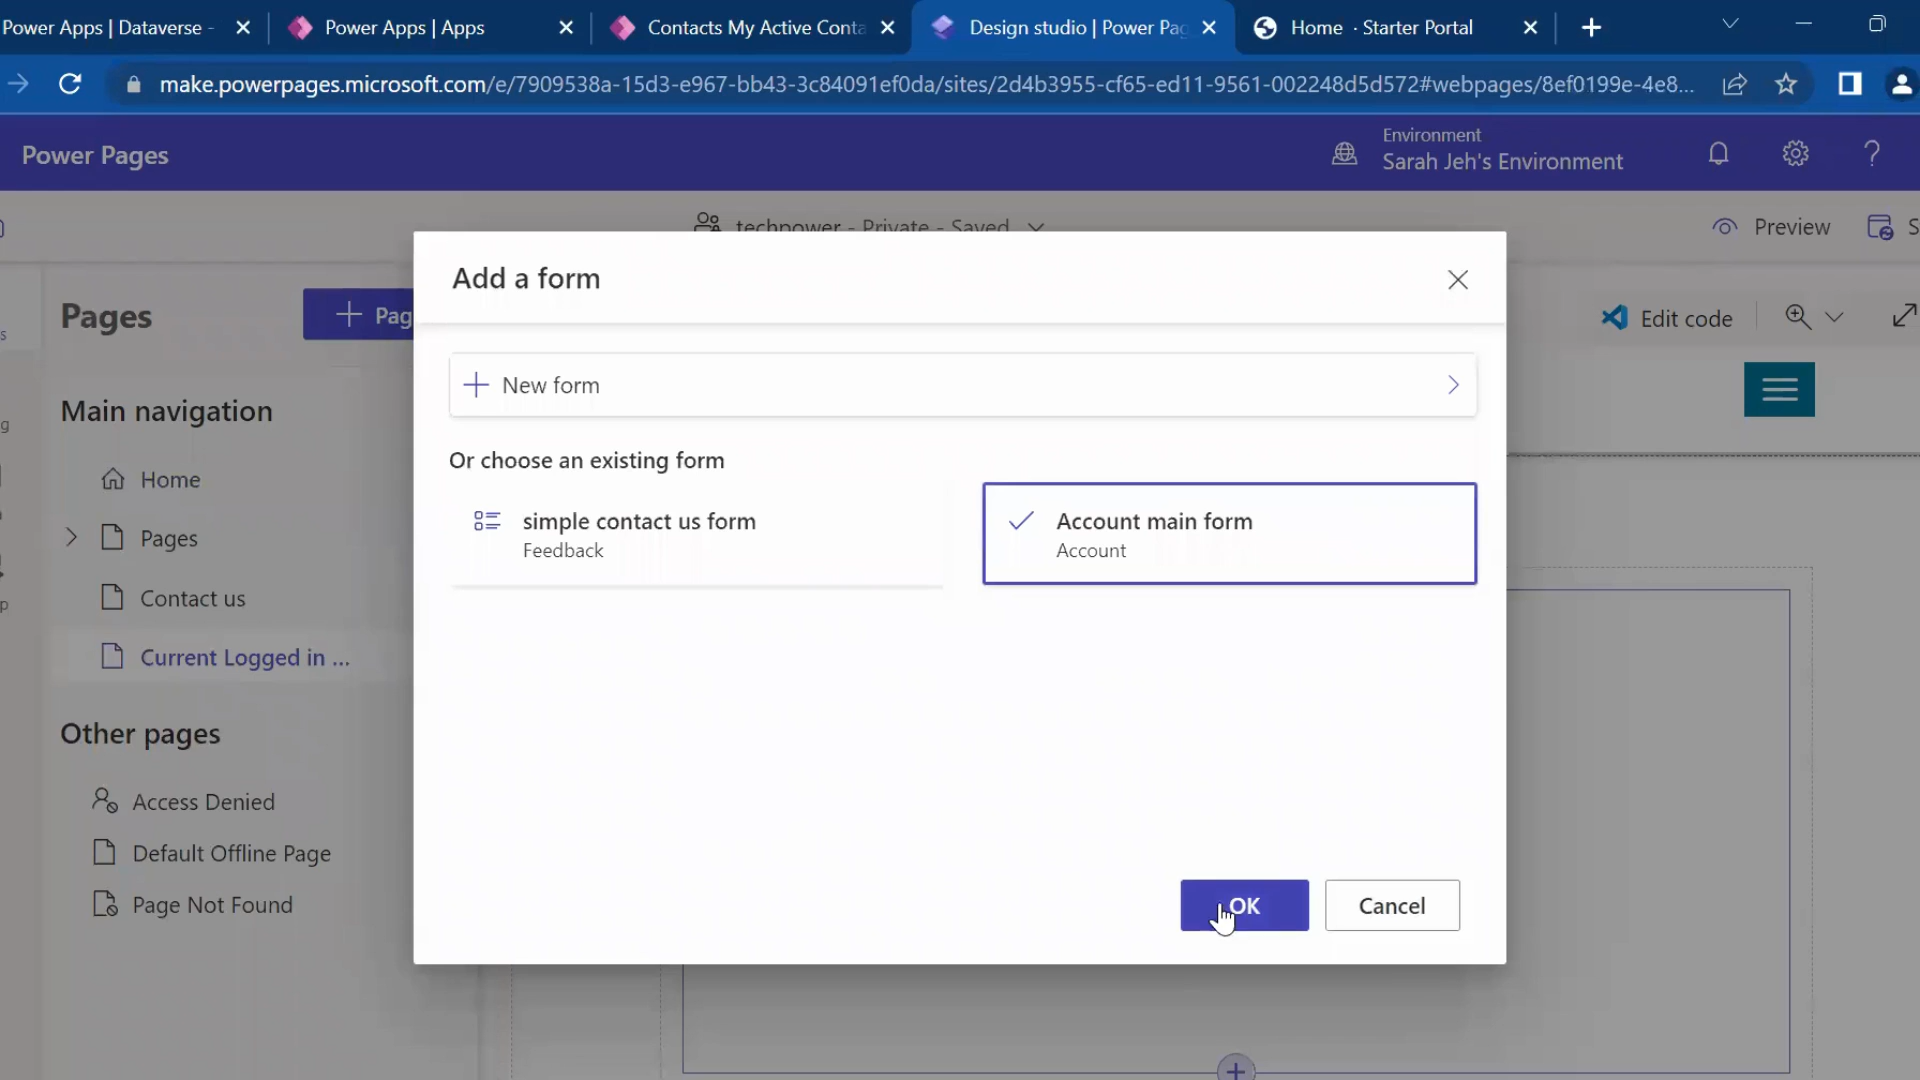 Power Apps | Dataverse -
Power Apps | Apps
Contacts My Active Conta
Design studio | Power Pag
Home · Starter Portal
make.powerpages.microsoft.com/e/7909538a-15d3-e967-bb43-3c84091ef0da/sites/2d4b3955-cf65-ed11-9561-002248d5d572#webpages/8ef0199e-4e8...
Power Pages
Environment
Sarah Jeh's Environment
techpower - Private - Saved
Preview
S
Add a form
Pages
+ Pag
Edit code
+ New form
Main navigation
Or choose an existing form
Home
simple contact us form
Feedback
Account main form
Account
Pages
Contact us
Current Logged in ...
Other pages
Access Denied
Default Offline Page
Page Not Found
OK
Cancel